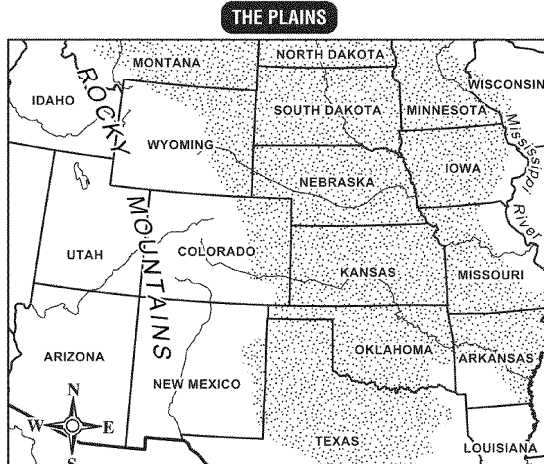 THE PLAINS
MONTANA
NORTH DAKOTA
WISCONSIN
IDAHO
ROCKY
SOUTH DAKOTA
MINNESOTA
WYOMING
Mississippi
IOWA
NEBRASKA
River
MOUNTAINS
UTAH
COLORADO
KANSAS
MISSOURI
ARIZONA
OKLAHOMA
ARKANSAS
NEW MEXICO
N
W E
S
TEXAS
LOUISIANA